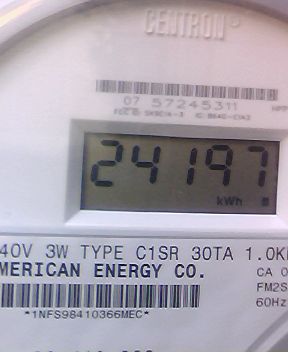 CENTRON®
07 57245311
24197
kWh
40V 3W TYPE C1SR 30TA 1.0K
MERICAN ENERGY CO.
CA 0
FM2S
60Hz
*1NFS98410366MEC*